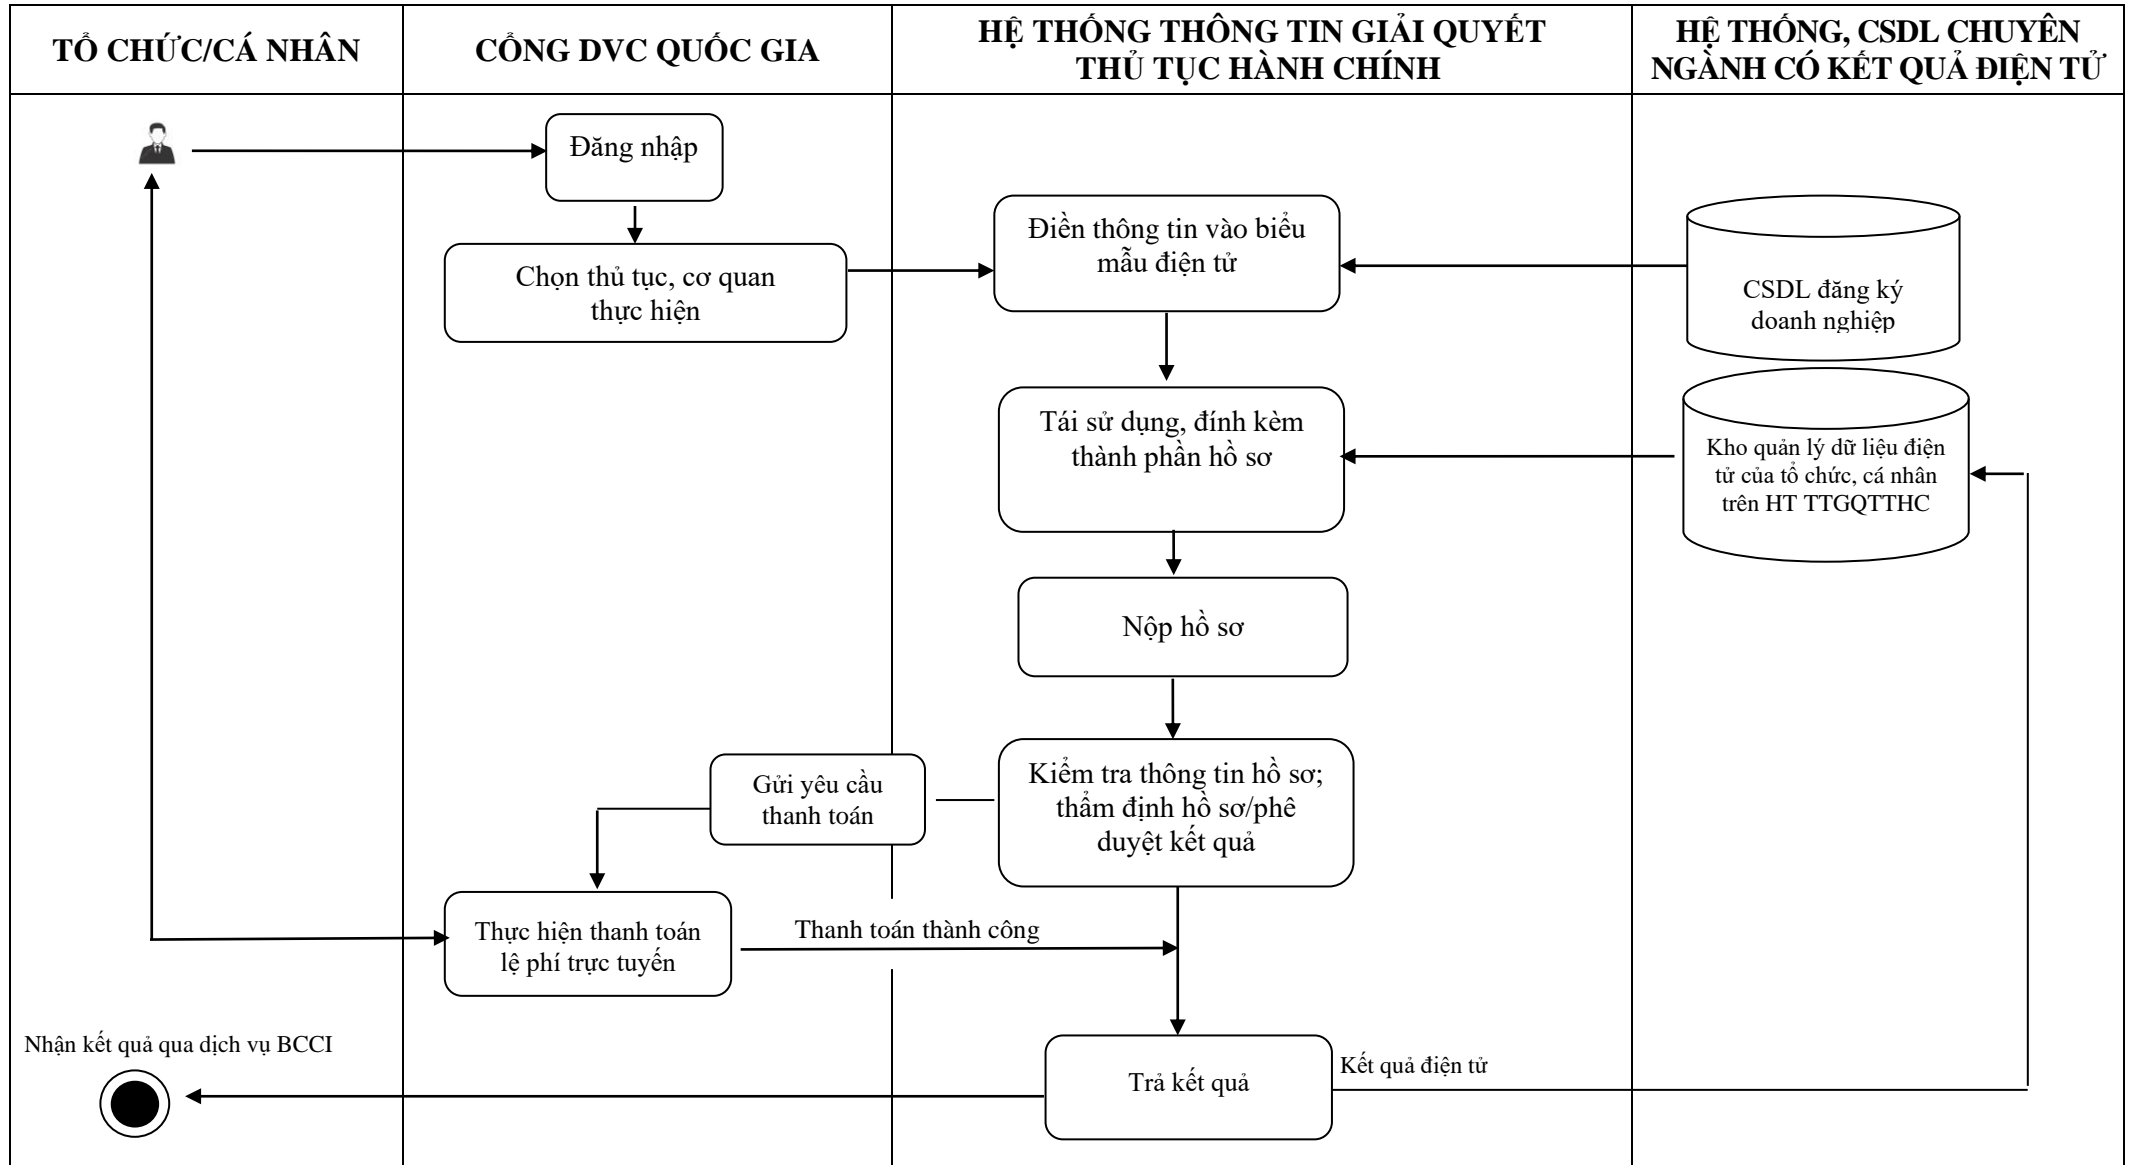 TỔ CHỨC/CÁ NHÂN
CỔNG DVC QUỐC GIA
HỆ THỐNG THÔNG TIN GIẢI QUYẾT
THỦ TỤC HÀNH CHÍNH
HỆ THỐNG, CSDL CHUYÊN
NGÀNH CÓ KẾT QUẢ ĐIỆN TỬ
Đăng nhập
Chọn thủ tục, cơ quan
thực hiện
Điền thông tin vào biểu
mẫu điện tử
CSDL đăng ký
doanh nghiệp
Tái sử dụng, đính kèm
thành phần hồ sơ
Kho quản lý dữ liệu điện
tử của tổ chức, cá nhân
trên HT TTGQTTHC
Nộp hồ sơ
Kiểm tra thông tin hồ sơ;
thẩm định hồ sơ/phê
duyệt kết quả
Gửi yêu cầu
thanh toán
Thực hiện thanh toán
lệ phí trực tuyến
Thanh toán thành công
Nhận kết quả qua dịch vụ BCCI
Trả kết quả
Kết quả điện tử